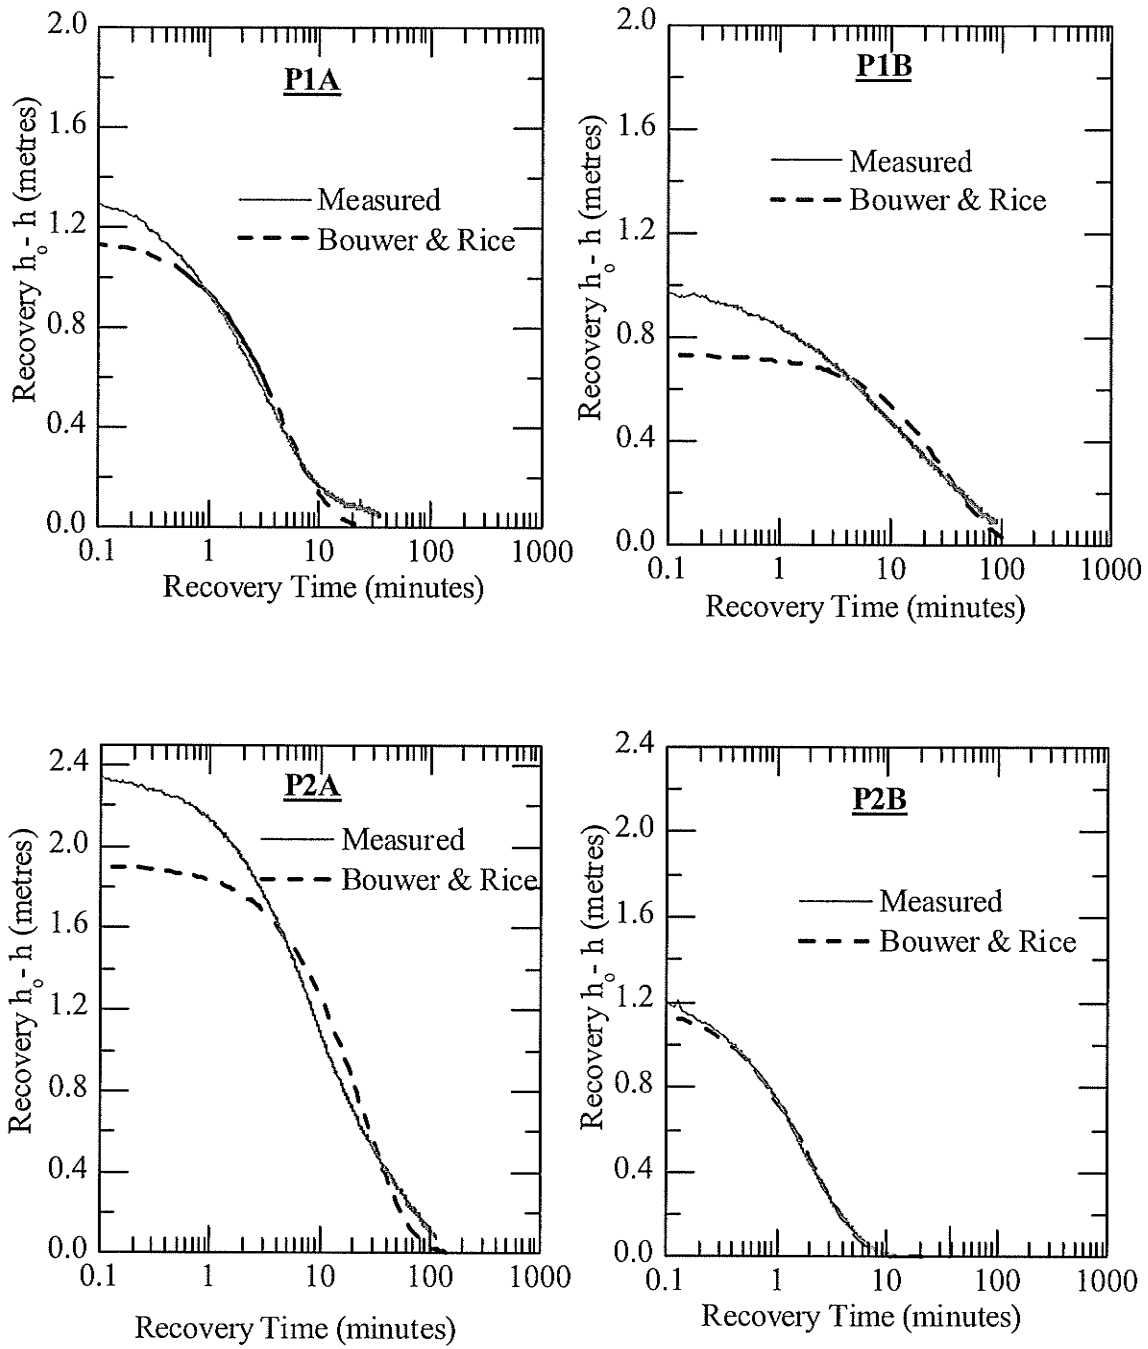 P1A
Measured
Bouwer & Rice
Recovery hₒ - h (metres)
2.0
1.6
1.2
0.8
0.4
0.0
0.1 1 10 100 1000
Recovery Time (minutes)
P1B
Measured
Bouwer & Rice
Recovery hₒ - h (metres)
2.0
1.6
1.2
0.8
0.4
0.0
0.1 1 10 100 1000
Recovery Time (minutes)
P2A
Measured
Bouwer & Rice
Recovery hₒ - h (metres)
2.4
2.0
1.6
1.2
0.8
0.4
0.0
0.1 1 10 100 1000
Recovery Time (minutes)
P2B
Measured
Bouwer & Rice
Recovery hₒ - h (metres)
2.4
2.0
1.6
1.2
0.8
0.4
0.0
0.1 1 10 100 1000
Recovery Time (minutes)